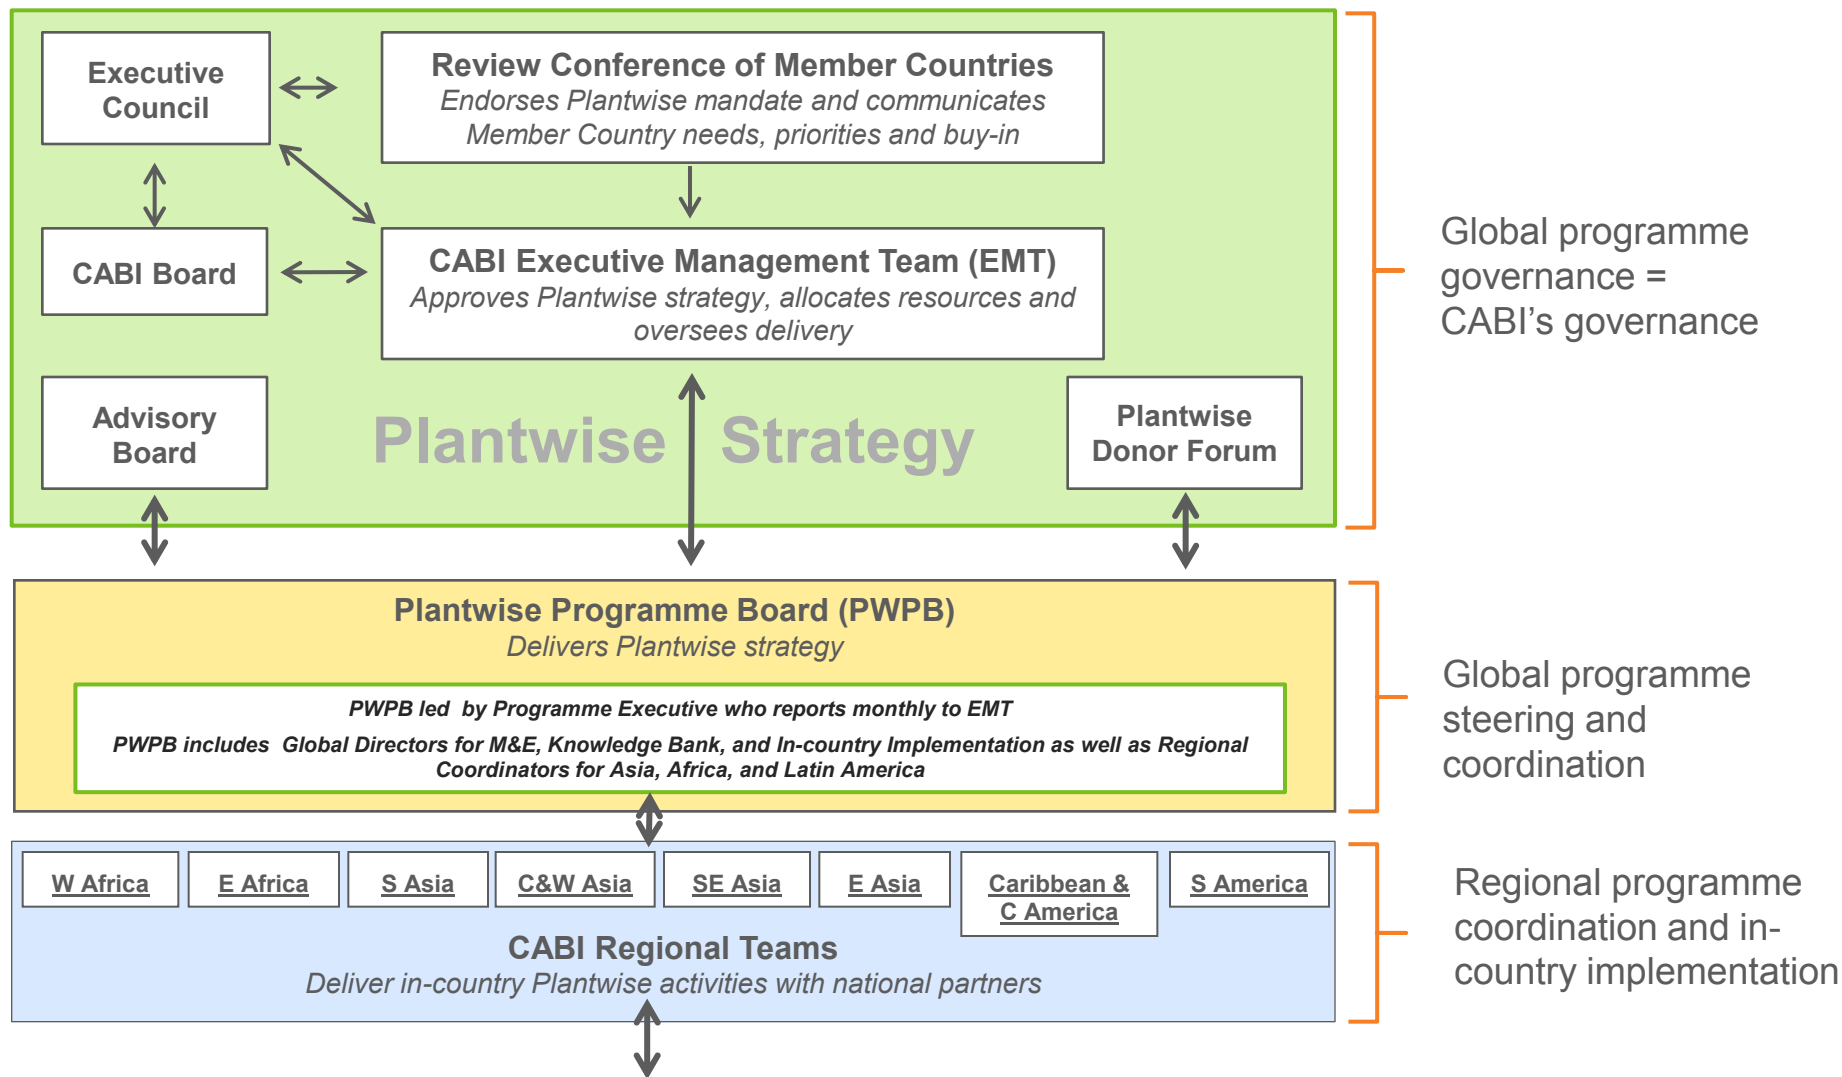 Executive
Council
Review Conference of Member Countries
Endorses Plantwise mandate and communicates
Member Country needs, priorities and buy-in
CABI Board
CABI Executive Management Team (EMT)
Approves Plantwise strategy, allocates resources and
oversees delivery
Advisory
Board
Plantwise Strategy
Plantwise
Donor Forum
Global programme
governance =
CABI’s governance
Plantwise Programme Board (PWPB)
Delivers Plantwise strategy
PWPB led by Programme Executive who reports monthly to EMT
PWPB includes Global Directors for M&E, Knowledge Bank, and In-country Implementation as well as Regional
Coordinators for Asia, Africa, and Latin America
Global programme
steering and
coordination
W Africa
E Africa
S Asia
C&W Asia
SE Asia
E Asia
Caribbean &
C America
S America
CABI Regional Teams
Deliver in-country Plantwise activities with national partners
Regional programme
coordination and in-
country implementation